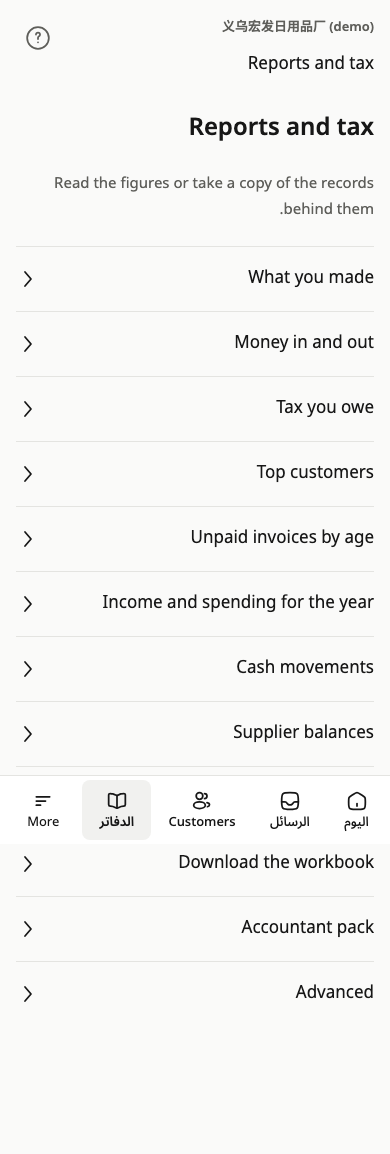 义乌宏发日用品厂 (demo)
Reports and tax
Reports and tax
Read the figures or take a copy of the records
behind them.
What you made
Money in and out
Tax you owe
Top customers
Unpaid invoices by age
Income and spending for the year
Cash movements
Supplier balances
اليوم
الرسائل
Customers
الدفاتر
More
Download the workbook
Accountant pack
Advanced